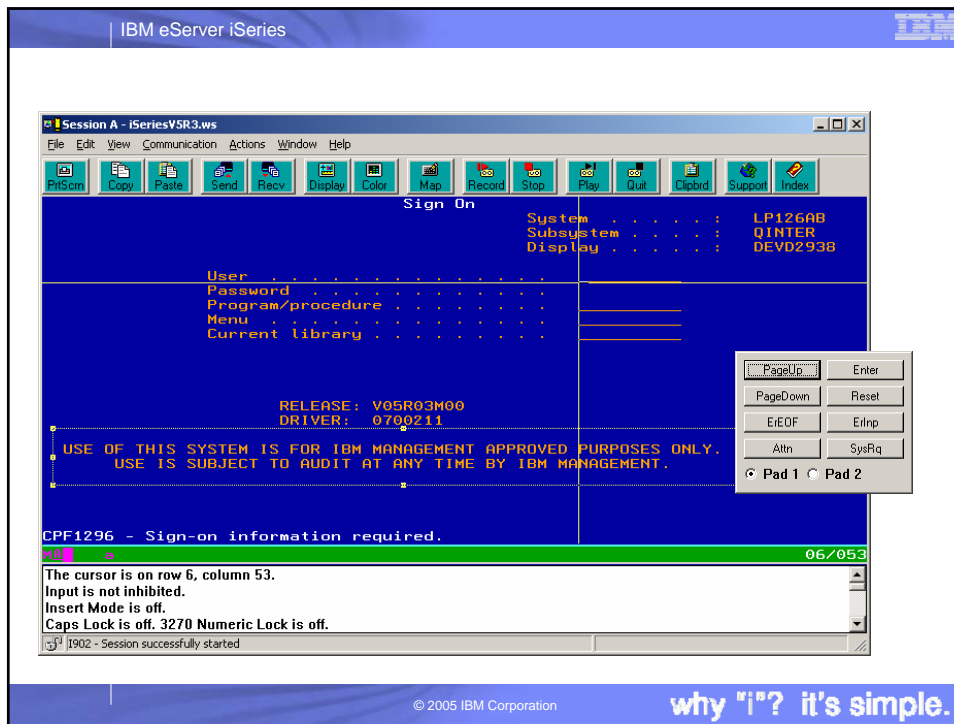 IBM eServer iSeries
IBM
Session A - iSeriesV5R3.ws
File Edit View Communication Actions Window Help
PrtScrn Copy Paste Send Recv Display Color Map Record Stop Play Quit Clipbrd Support Index
Sign On
System . . . . . : LP126AB
Subsystem . . . . : QINTER
Display . . . . . : DEVD2938
User . . . . . . . . . . . . . .
Password . . . . . . . . . . . .
Program/procedure . . . . . . . .
Menu . . . . . . . . . . . . . .
Current library . . . . . . . . .
PageUp Enter
PageDown Reset
ErEOF ErInp
Attn SysRq
Pad 1 Pad 2
RELEASE: V05R03M00
DRIVER: 0700211
USE OF THIS SYSTEM IS FOR IBM MANAGEMENT APPROVED PURPOSES ONLY.
USE IS SUBJECT TO AUDIT AT ANY TIME BY IBM MANAGEMENT.
CPF1296 - Sign-on information required.
MA a 06/053
The cursor is on row 6, column 53.
Input is not inhibited.
Insert Mode is off.
Caps Lock is off. 3270 Numeric Lock is off.
I902 - Session successfully started
© 2005 IBM Corporation
why "i"? it's simple.